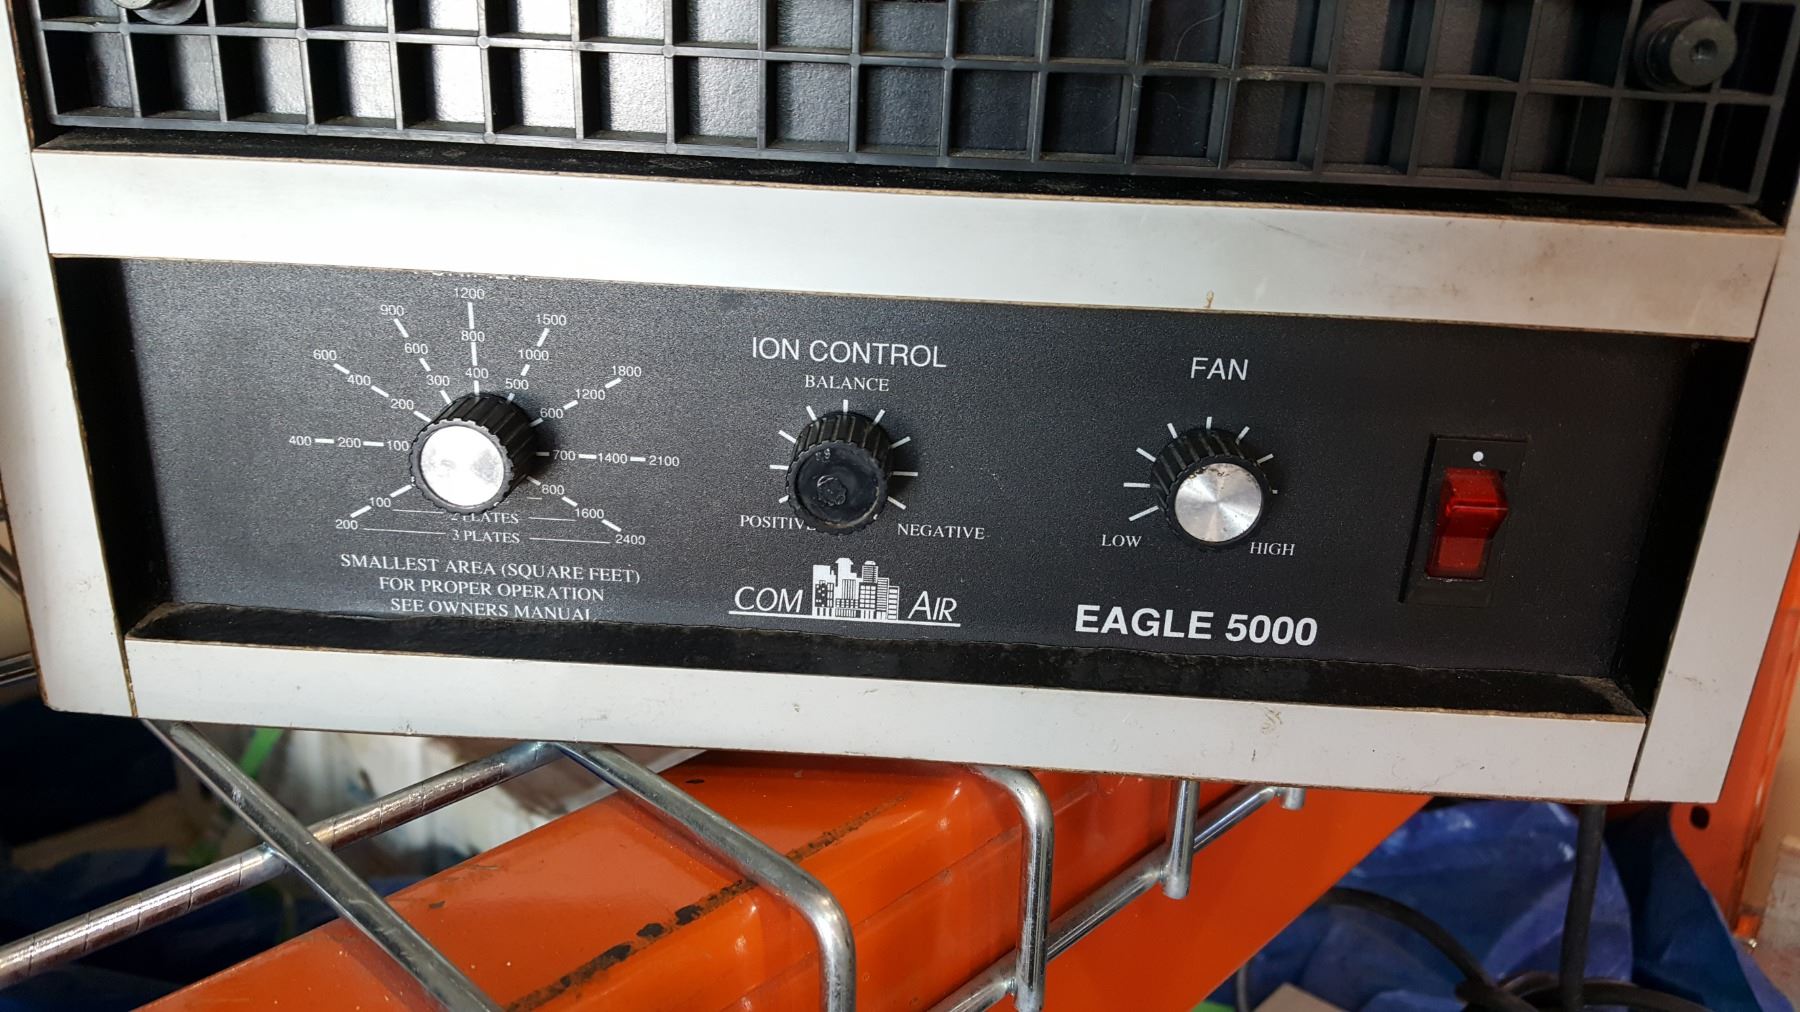 1200
900
1500
800
600
600
1000
1800
400
300
400
500
1200
200
600
400 200 100
700 1400 2100
100
800
200
PLATES
1600
3 PLATES
2400
SMALLEST AREA (SQUARE FEET)
FOR PROPER OPERATION
SEE OWNERS MANUAL
ION CONTROL
BALANCE
POSITIVE
NEGATIVE
COM AIR
FAN
LOW
HIGH
EAGLE 5000